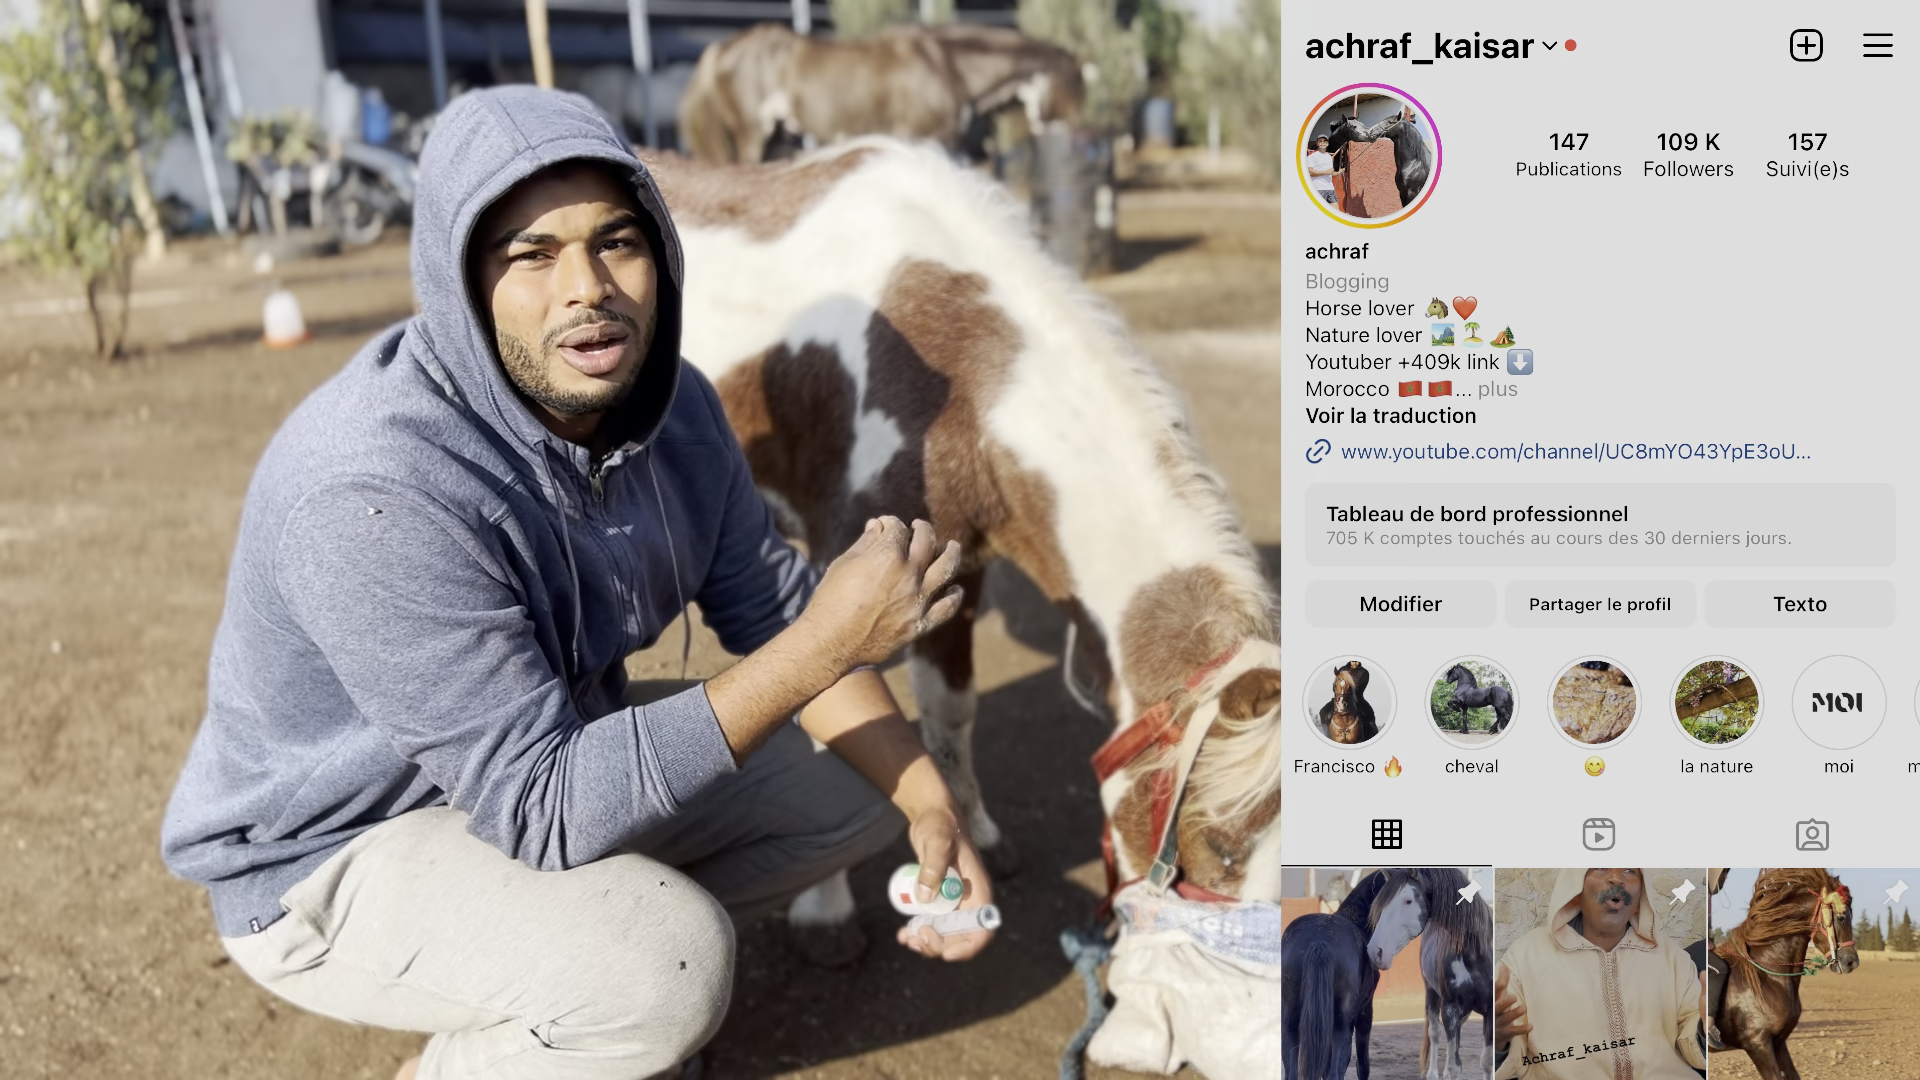 achraf_kaisar
147
Publications
109 K
Followers
157
Suivi(e)s
achraf
Blogging
Horse lover 🐴❤️
Nature lover 🏞️🏝️🏕️
Youtuber +409k link ⬇️
Morocco 🇲🇦 🇲🇦... plus
Voir la traduction
www.youtube.com/channel/UC8mYO43YpE3oU...
Tableau de bord professionnel
705 K comptes touchés au cours des 30 derniers jours.
Modifier
Partager le profil
Texto
MOI
Francisco 🔥
cheval
😋
la nature
moi
m
Achraf_kaisar